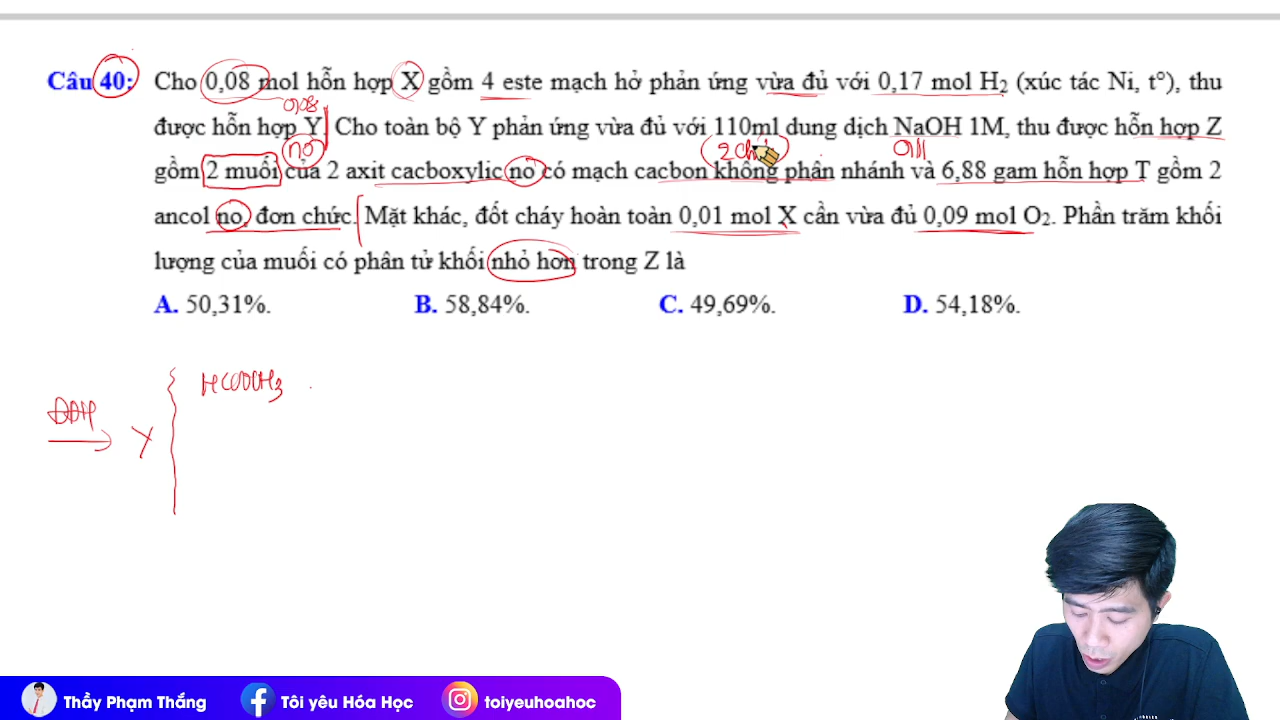 Câu 40: Cho 0,08 mol hỗn hợp X gồm 4 este mạch hở phản ứng vừa đủ với 0,17 mol H₂ (xúc tác Ni, t°), thu
0,08
được hỗn hợp Y. Cho toàn bộ Y phản ứng vừa đủ với 110ml dung dịch NaOH 1M, thu được hỗn hợp Z
no
0,11
gồm 2 muối của 2 axit cacboxylic no có mạch cacbon không phân nhánh và 6,88 gam hỗn hợp T gồm 2
ancol no, đơn chức. Mặt khác, đốt cháy hoàn toàn 0,01 mol X cần vừa đủ 0,09 mol O₂. Phần trăm khối
lượng của muối có phân tử khối nhỏ hơn trong Z là
A. 50,31%. B. 58,84%. C. 49,69%. D. 54,18%.
HCOOCH3
ĐĐH
Y
Thầy Phạm Thắng Tôi yêu Hóa Học toiyeuhoahoc